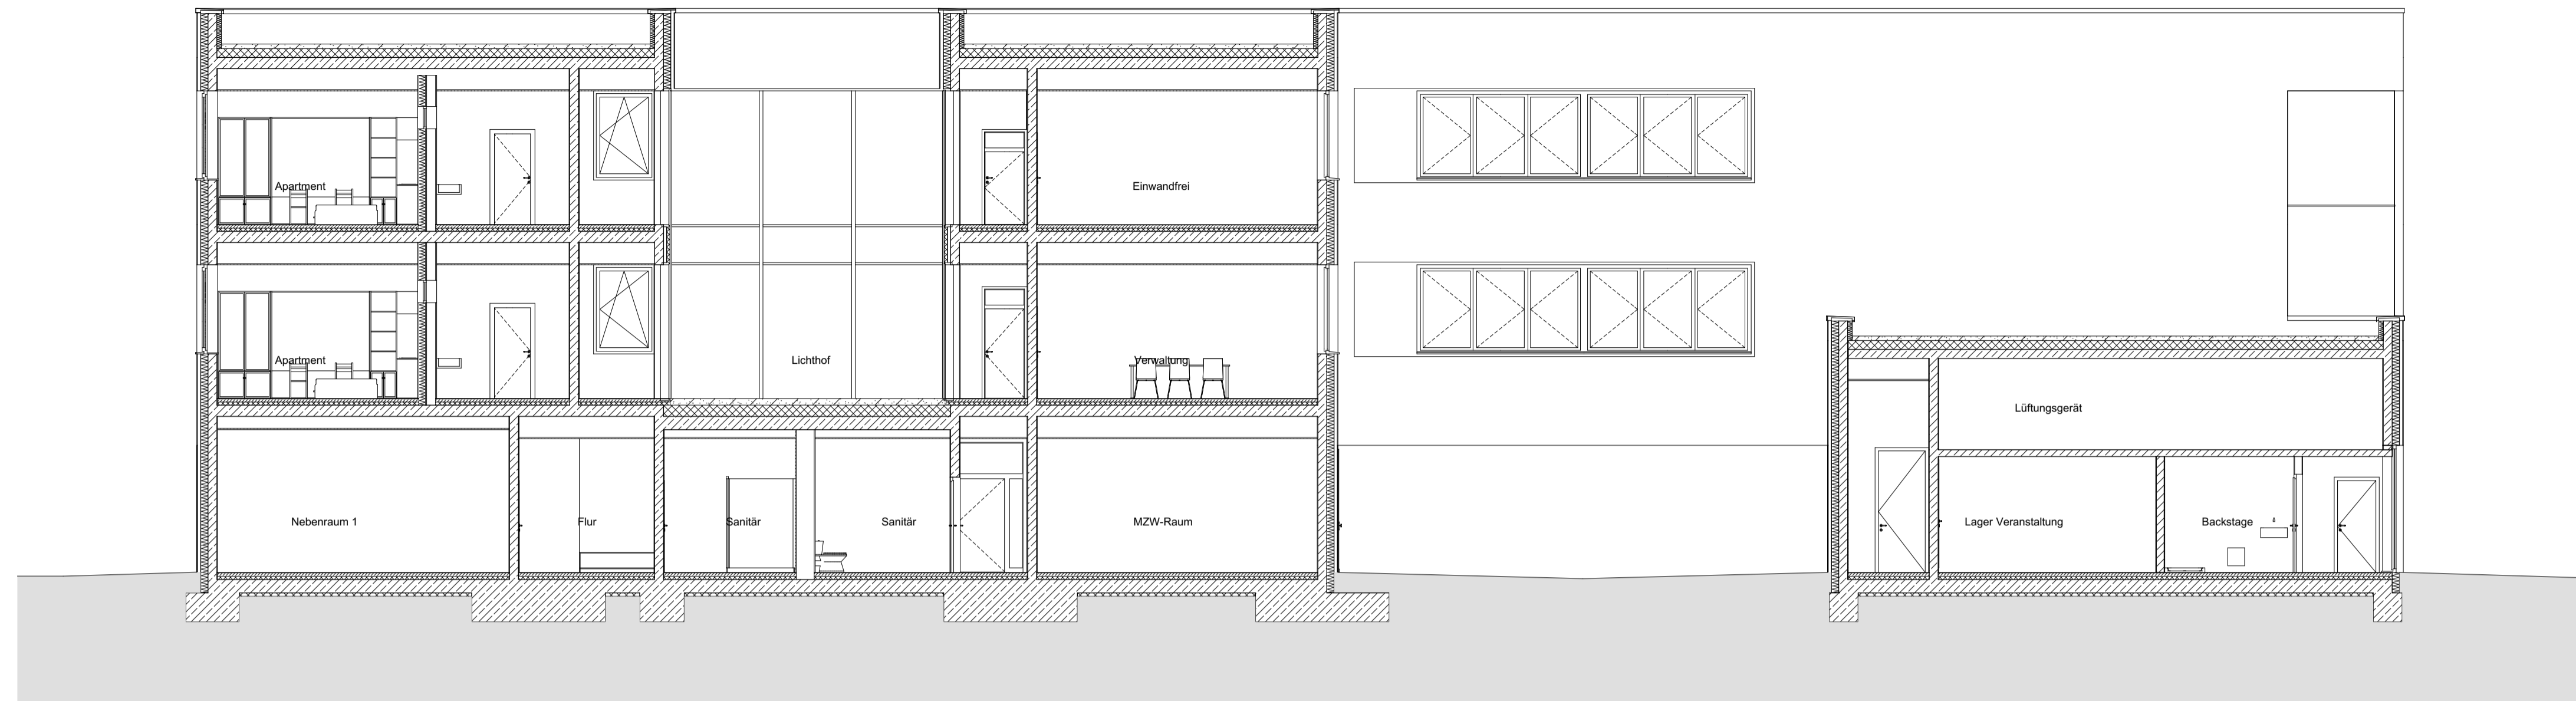 Apartment
Einwandfrei
Apartment
Lichthof
Verwaltung
Lüftungsgerät
Nebenraum 1
Flur
Sanitär
Sanitär
MZW-Raum
Lager Veranstaltung
Backstage